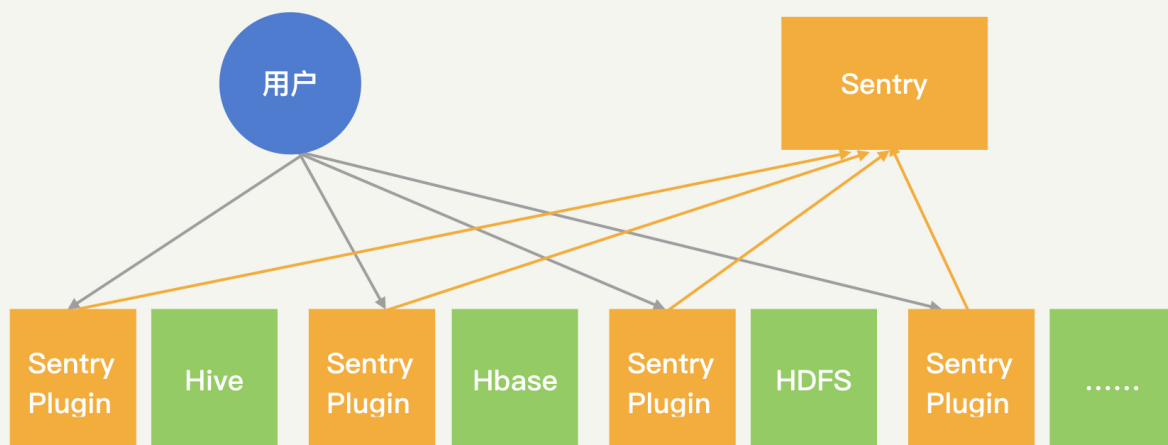 用户
Sentry
Sentry
Plugin
Hive
Sentry
Plugin
Hbase
Sentry
Plugin
HDFS
Sentry
Plugin
......